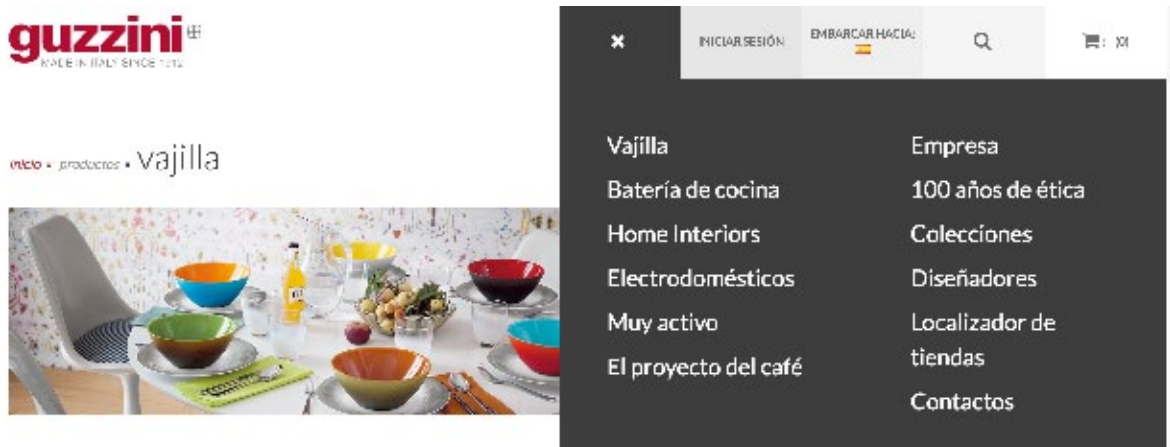 guzzini
MADE IN ITALY SINCE 1912
INICIAR SESIÓN
EMBARCAR HACIA:
(0)
inicio • productos • vajilla
Vajilla
Batería de cocina
Home Interiors
Electrodomésticos
Muy activo
El proyecto del café
Empresa
100 años de ética
Colecciones
Diseñadores
Localizador de
tiendas
Contactos